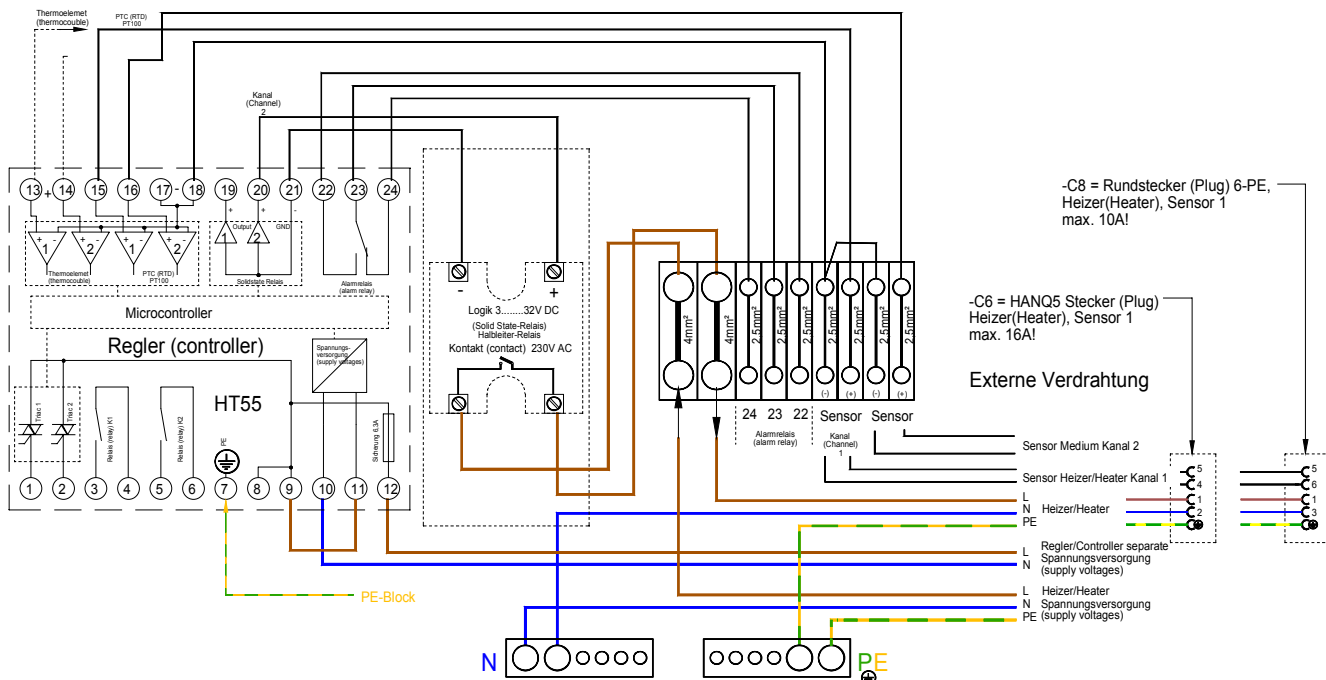 Thermoelemet
(thermocouble)
PTC (RTD)
PT100
Kanal
(Channel)
2
13
+
14
15
16
17
-
18
19
20
21
22
23
24
+ -
1
+ -
2
+ -
1
+ -
2
+
1
Output
+
2
GND
-
Thermoelemet
(thermocouble)
PTC (RTD)
PT100
Solidstate Relais
Alarmrelais
(alarm relay)
Microcontroller
Regler (controller)
Spannungs-
versorgung
(supply voltages)
HT55
Triac 1
Triac 2
Relais (relay) K1
Relais (relay) K2
PE
Sicherung 6,3A
1
2
3
4
5
6
7
8
9
10
11
12
PE-Block
-
+
Logik 3........32V DC
(Solid State-Relais)
Halbleiter-Relais
Kontakt (contact) 230V AC
4mm²
4mm²
2.5mm²
2.5mm²
2.5mm²
2.5mm²
2.5mm²
2.5mm²
2.5mm²
(-)
(+)
(-)
(+)
24
23
22
Sensor
Sensor
Alarmrelais
(alarm relay)
Kanal
(Channel)
1
-C8 = Rundstecker (Plug) 6-PE,
Heizer(Heater), Sensor 1
max. 10A!
-C6 = HANQ5 Stecker (Plug)
Heizer(Heater), Sensor 1
max. 16A!
Externe Verdrahtung
Sensor Medium Kanal 2
Sensor Heizer/Heater Kanal 1
L
N Heizer/Heater
PE
L Regler/Controller separate
N Spannungsversorgung
(supply voltages)
L Heizer/Heater
N Spannungsversorgung
PE (supply voltages)
5
4
1
2
5
6
1
3
N
PE